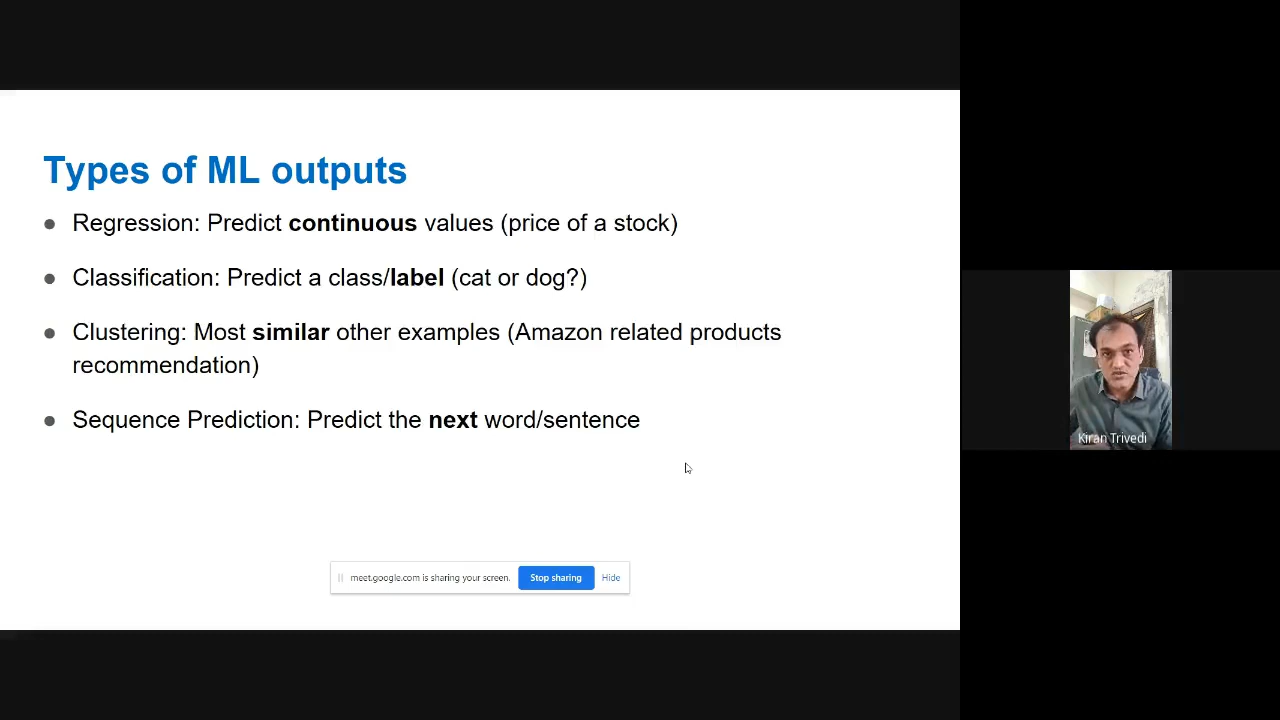 Types of ML outputs
● Regression: Predict continuous values (price of a stock)
● Classification: Predict a class/label (cat or dog?)
● Clustering: Most similar other examples (Amazon related products
recommendation)
● Sequence Prediction: Predict the next word/sentence
meet.google.com is sharing your screen. Stop sharing Hide
Kiran Trivedi